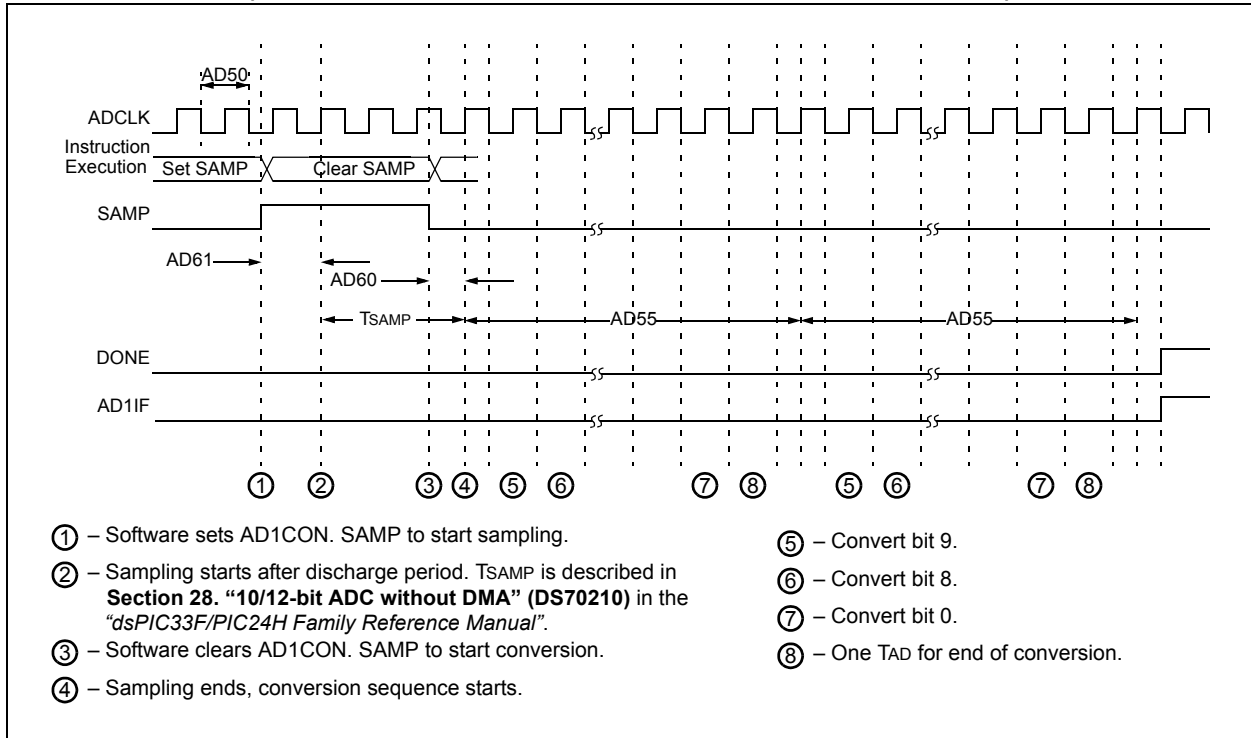 AD50
ADCLK
Instruction
Execution
Set SAMP
Clear SAMP
SAMP
AD61
AD60
TSAMP
AD55
AD55
DONE
AD1IF
1 2 3 4 5 6 7 8 5 6 7 8
1 – Software sets AD1CON. SAMP to start sampling.
2 – Sampling starts after discharge period. TSAMP is described in
Section 28. “10/12-bit ADC without DMA” (DS70210) in the
“dsPIC33F/PIC24H Family Reference Manual”.
3 – Software clears AD1CON. SAMP to start conversion.
4 – Sampling ends, conversion sequence starts.
5 – Convert bit 9.
6 – Convert bit 8.
7 – Convert bit 0.
8 – One TAD for end of conversion.